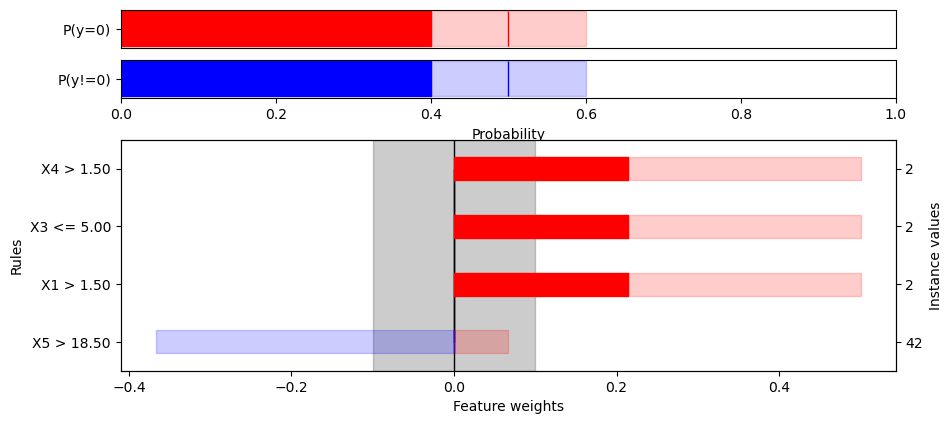 P(y=0)
P(y!=0)
0.0 0.2 0.4 0.6 0.8 1.0
Probability
X4 > 1.50 2
X3 <= 5.00 2
X1 > 1.50 2
X5 > 18.50 42
Rules
Instance values
−0.4 −0.2 0.0 0.2 0.4
Feature weights